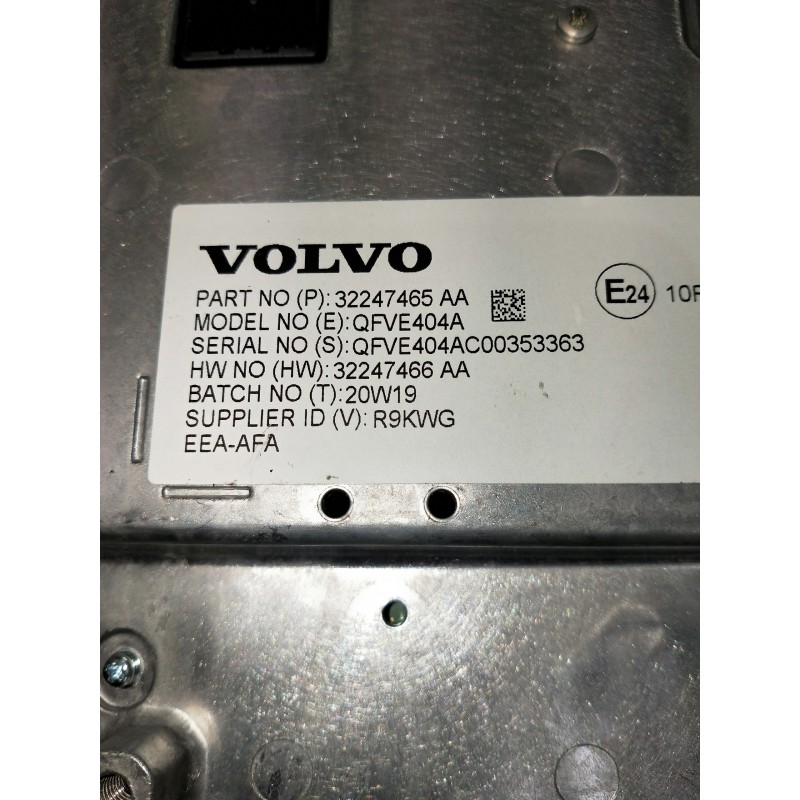 VOLVO
PART NO (P): 32247465 AA
MODEL NO (E): QFVE404A
SERIAL NO (S): QFVE404AC00353363
HW NO (HW): 32247466 AA
BATCH NO (T): 20W19
SUPPLIER ID (V): R9KWG
EEA-AFA
E24 10R